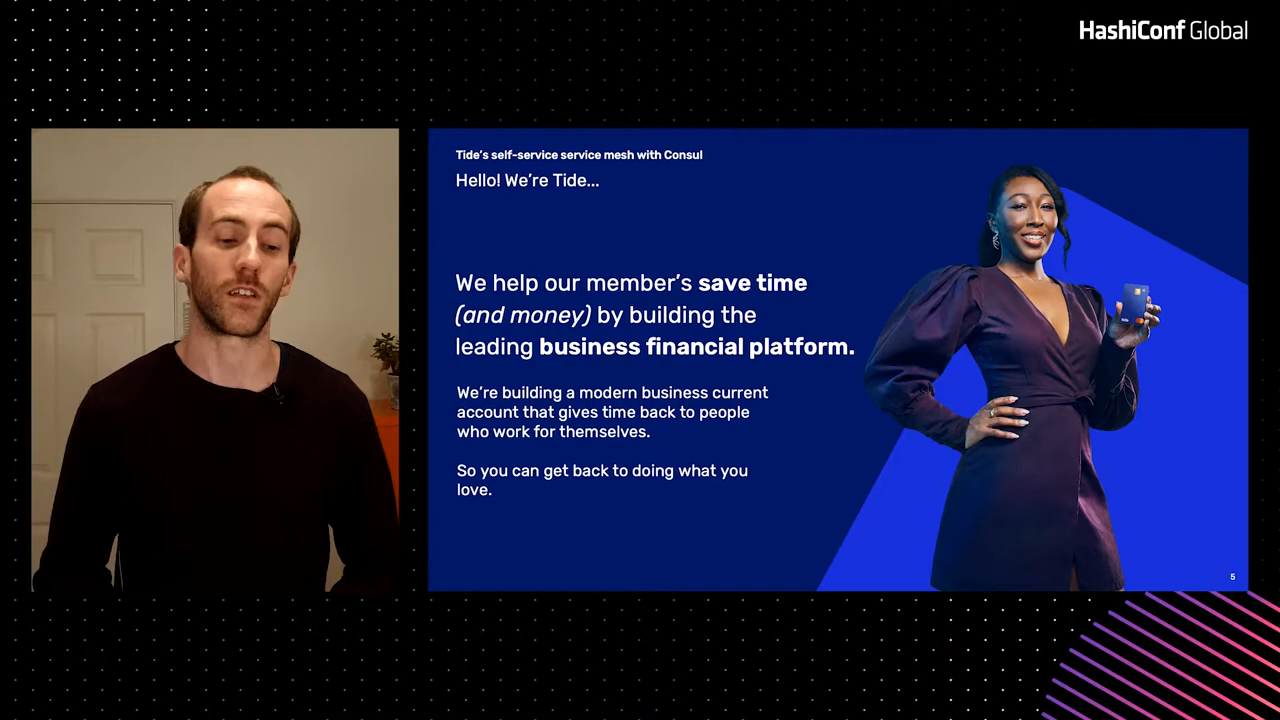 HashiConf Global
Tide's self-service service mesh with Consul
Hello! We're Tide...
We help our member's save time
(and money) by building the
leading business financial platform.
We're building a modern business current
account that gives time back to people
who work for themselves.
So you can get back to doing what you
love.
5